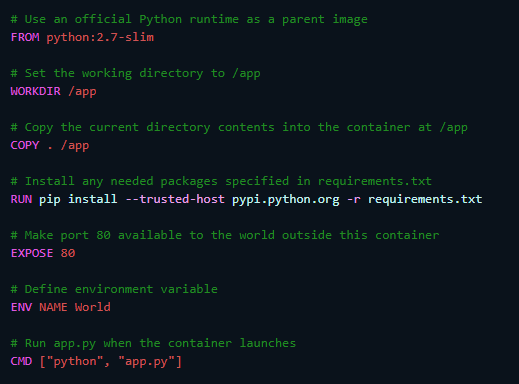 # Use an official Python runtime as a parent image
FROM python:2.7-slim
# Set the working directory to /app
WORKDIR /app
# Copy the current directory contents into the container at /app
COPY . /app
# Install any needed packages specified in requirements.txt
RUN pip install --trusted-host pypi.python.org -r requirements.txt
# Make port 80 available to the world outside this container
EXPOSE 80
# Define environment variable
ENV NAME World
# Run app.py when the container launches
CMD ["python", "app.py"]